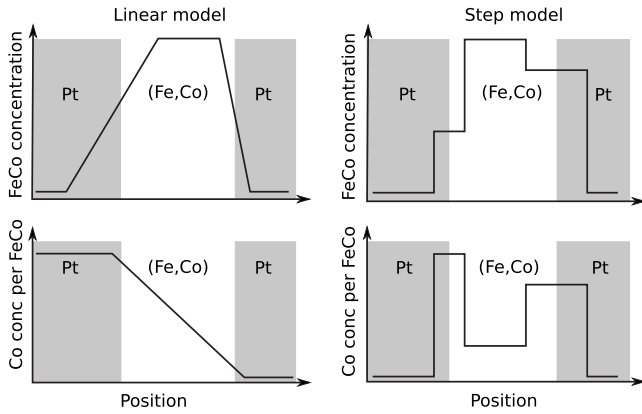 Linear model
Step model
FeCo concentration
Pt
(Fe,Co)
Pt
FeCo concentration
Pt
(Fe,Co)
Pt
Co conc per FeCo
Pt
(Fe,Co)
Pt
Position
Co conc per FeCo
Pt
(Fe,Co)
Pt
Position